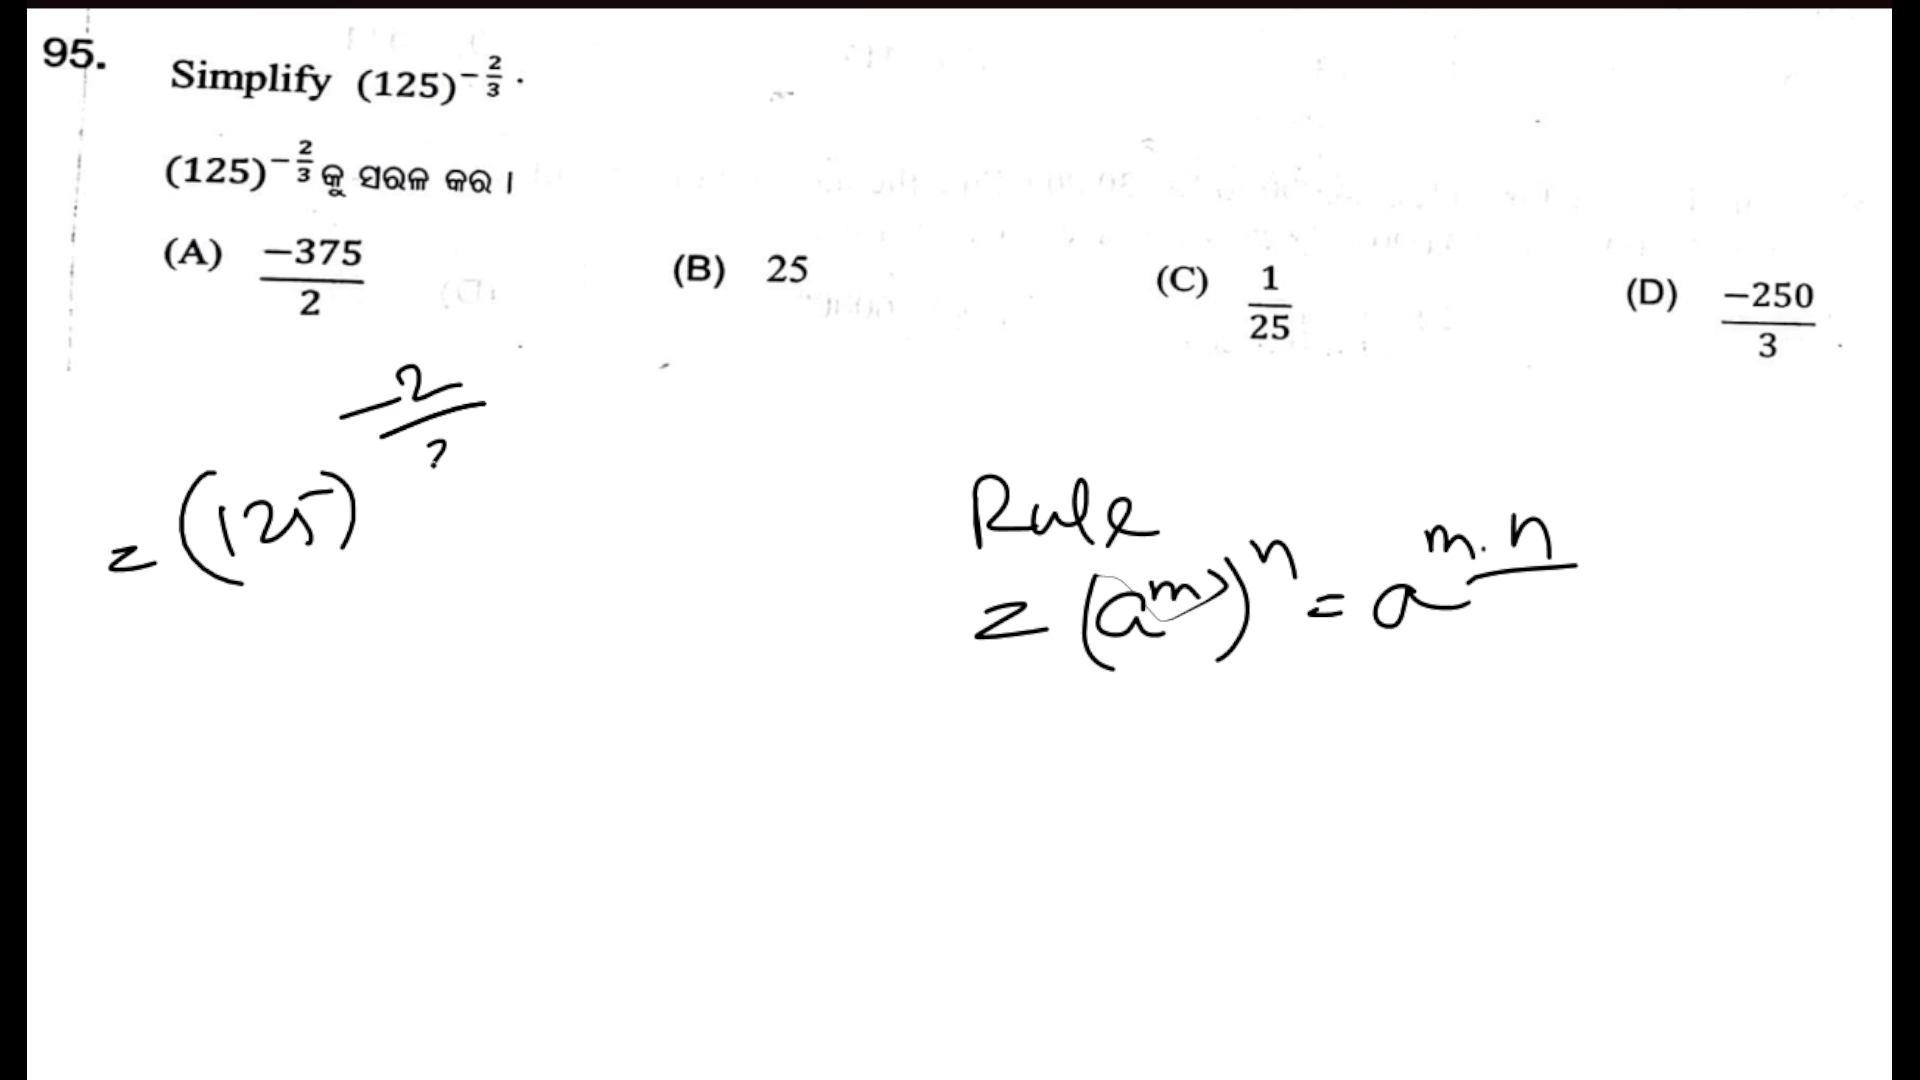 95. Simplify (125)^{-2/3} .
(125)^{-2/3} କୁ ସରଳ କର ।
(A) -375/2 (B) 25 (C) 1/25 (D) -250/3
= (125)^{-2/?}
Rule
= (a^m)^n = a^{m.n}